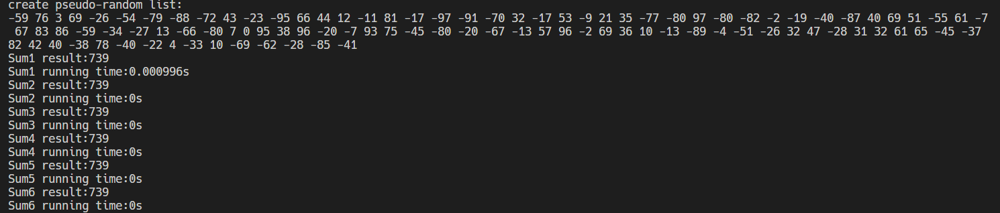 create pseudo-random list:
-59 76 3 69 -26 -54 -79 -88 -72 43 -23 -95 66 44 12 -11 81 -17 -97 -91 -70 32 -17 53 -9 21 35 -77 -80 97 -80 -82 -2 -19 -40 -87 40 69 51 -55 61 -7
67 83 86 -59 -34 -27 13 -66 -80 7 0 95 38 96 -20 -7 93 75 -45 -80 -20 -67 -13 57 96 -2 69 36 10 -13 -89 -4 -51 -26 32 47 -28 31 32 61 65 -45 -37
82 42 40 -38 78 -40 -22 4 -33 10 -69 -62 -28 -85 -41
Sum1 result:739
Sum1 running time:0.000996s
Sum2 result:739
Sum2 running time:0s
Sum3 result:739
Sum3 running time:0s
Sum4 result:739
Sum4 running time:0s
Sum5 result:739
Sum5 running time:0s
Sum6 result:739
Sum6 running time:0s